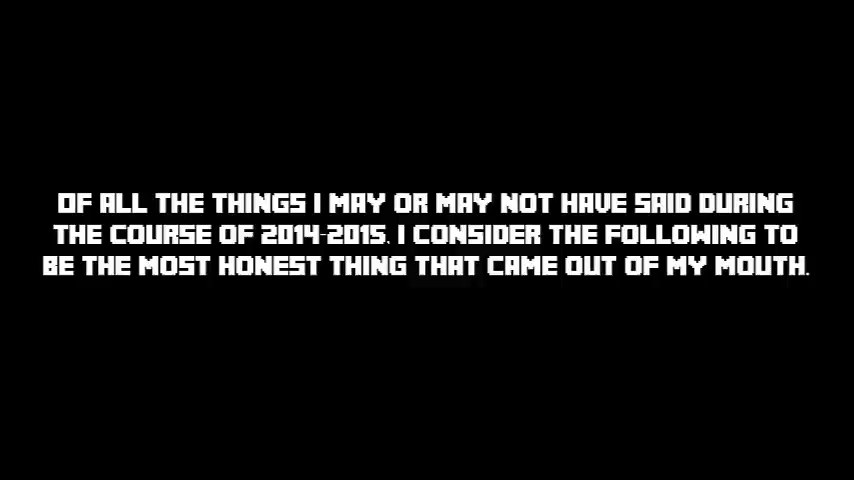 OF ALL THE THINGS I MAY OR MAY NOT HAVE SAID DURING
THE COURSE OF 2014-2015, I CONSIDER THE FOLLOWING TO
BE THE MOST HONEST THING THAT CAME OUT OF MY MOUTH.